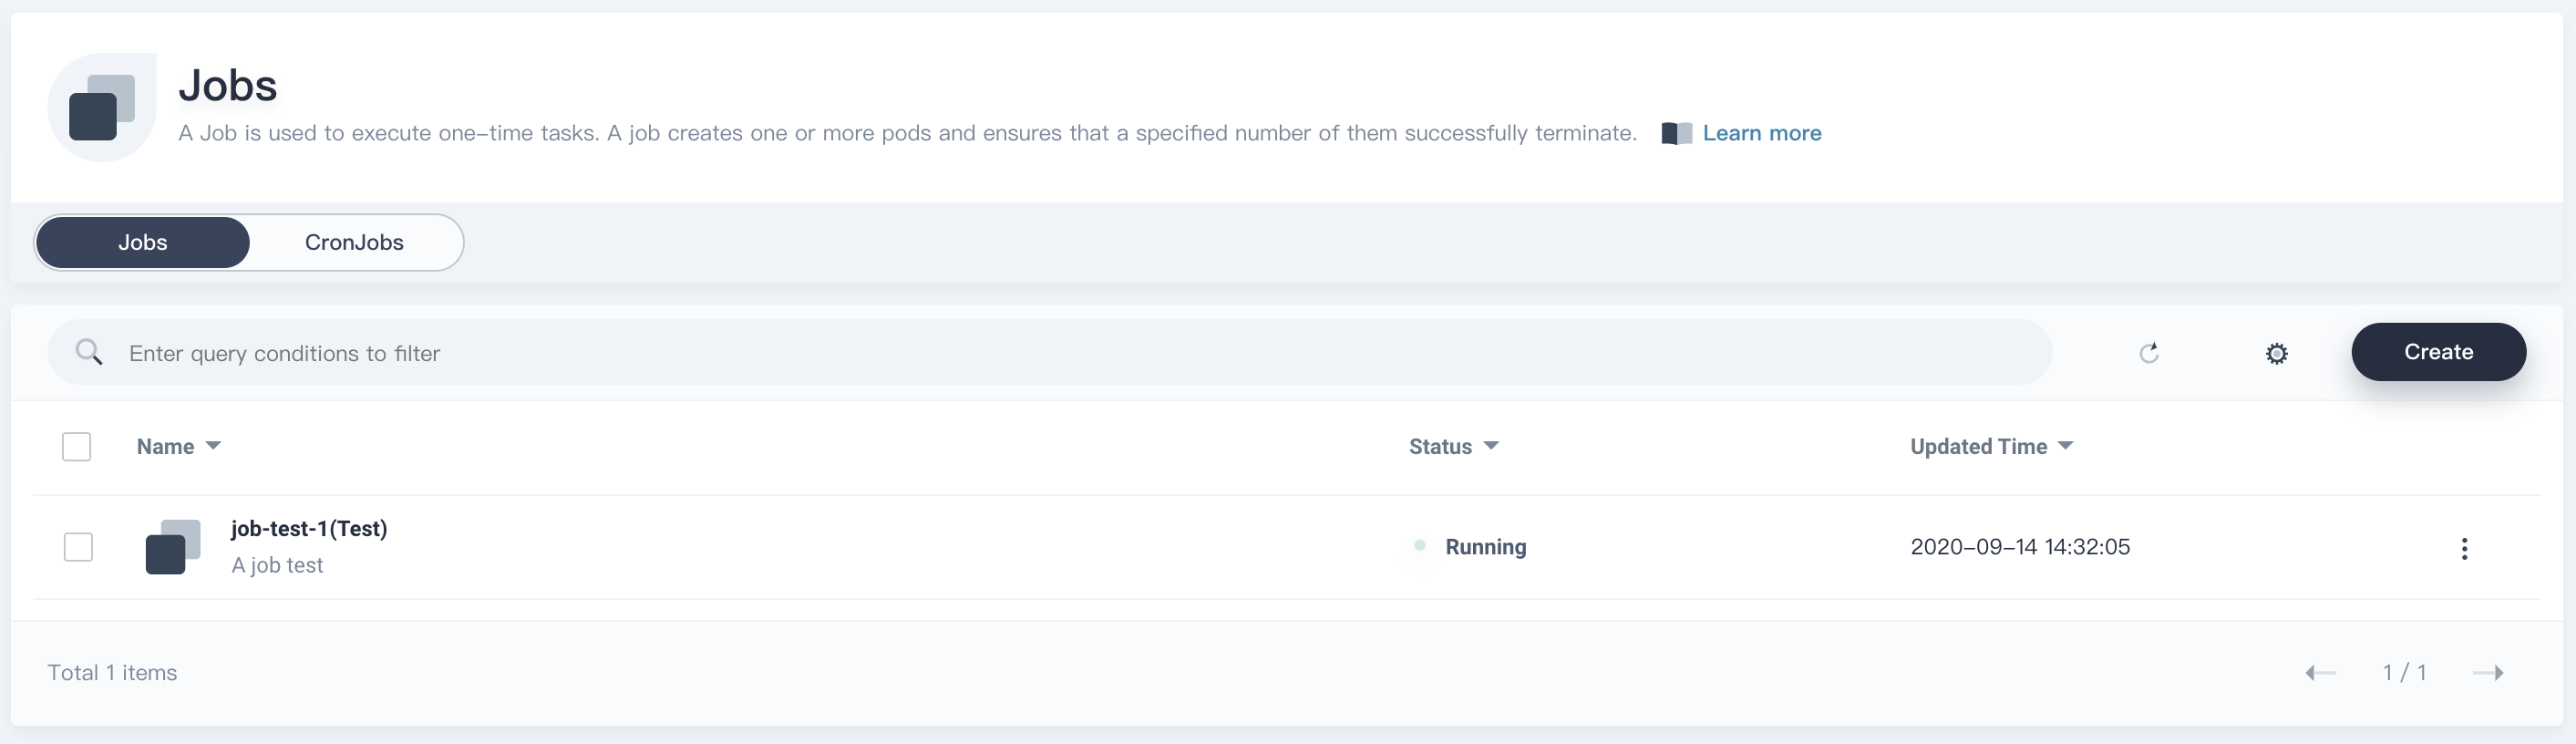 Jobs
A Job is used to execute one-time tasks. A job creates one or more pods and ensures that a specified number of them successfully terminate. Learn more
Jobs CronJobs
Enter query conditions to filter Create
Name Status Updated Time
job-test-1(Test)
A job test
Running 2020-09-14 14:32:05
Total 1 items 1 / 1